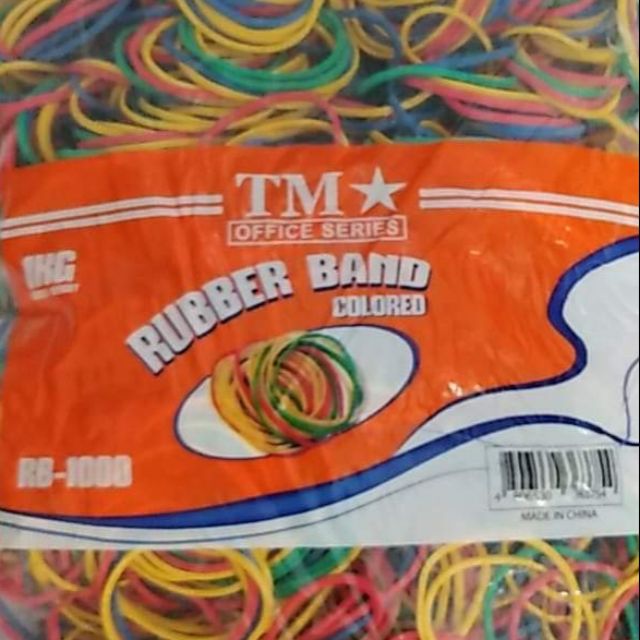 TM★
OFFICE SERIES
1KG
RUBBER BAND
COLORED
RB-1000
MADE IN CHINA